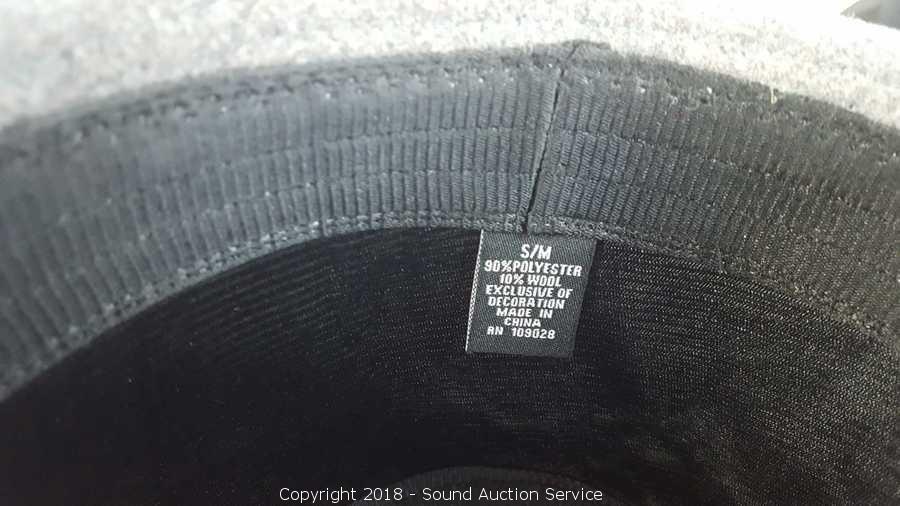 S/M
90%POLYESTER
10% WOOL
EXCLUSIVE OF
DECORATION
MADE IN
CHINA
RN 109028
Copyright 2018 - Sound Auction Service